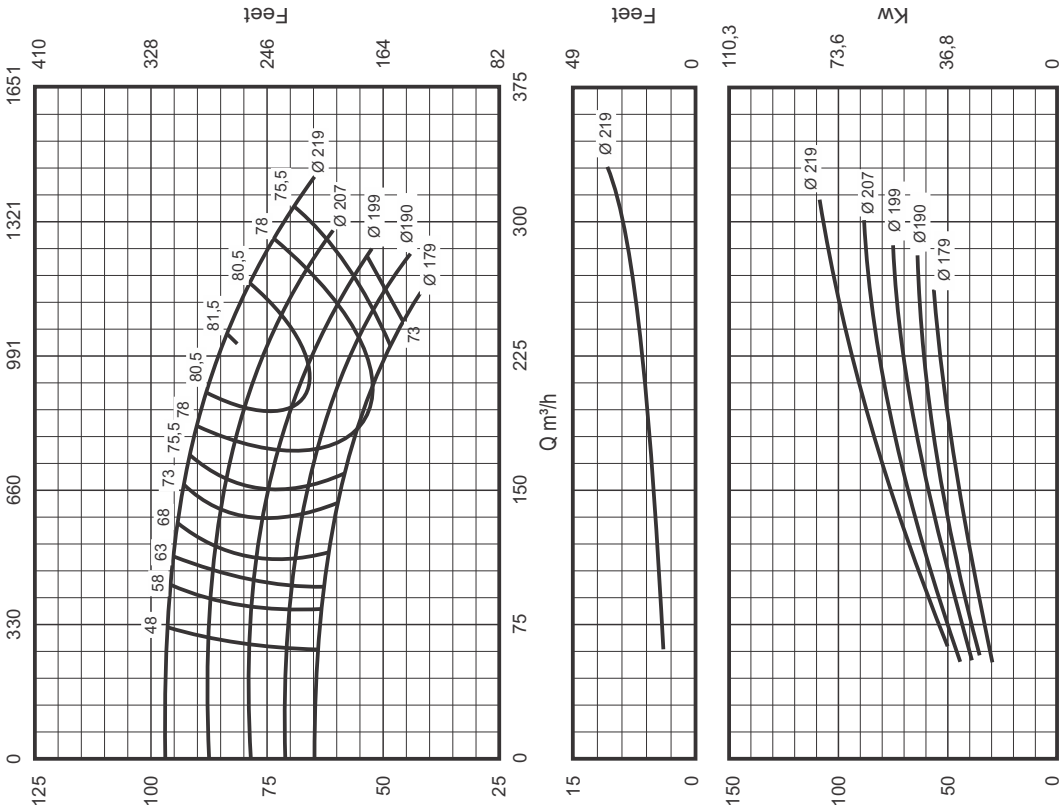 0 330 660 991 1321 1651
125
100
75
50
25
410
328
246
164
82
Feet
48 58 63 68 73 75,5 78 80,5 81,5 80,5 78 75,5
73
Ø 219
Ø 207
Ø 199
Ø190
Ø 179
0 75 150 225 300 375
Q m³/h
15
0
49
0
Feet
Ø 219
150
100
50
0
110,3
73,6
36,8
0
Kw
Ø 219
Ø 207
Ø 199
Ø190
Ø 179